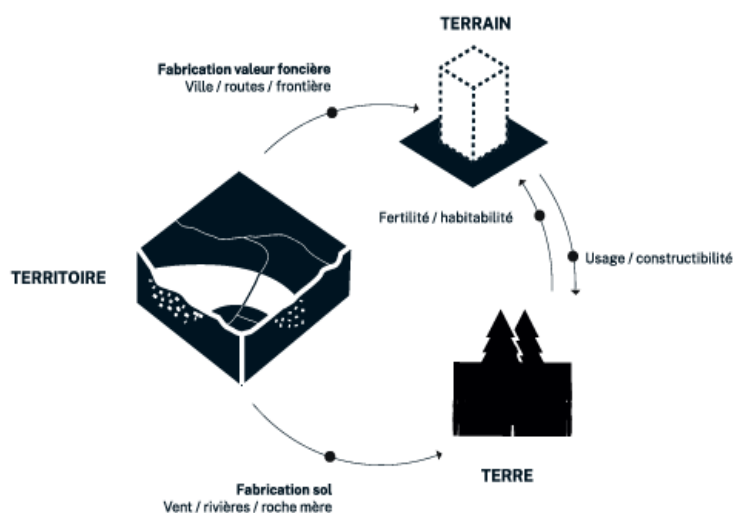 TERRAIN
Fabrication valeur foncière
Ville / routes / frontière
Fertilité / habitabilité
Usage / constructibilité
TERRITOIRE
TERRE
Fabrication sol
Vent / rivières / roche mère